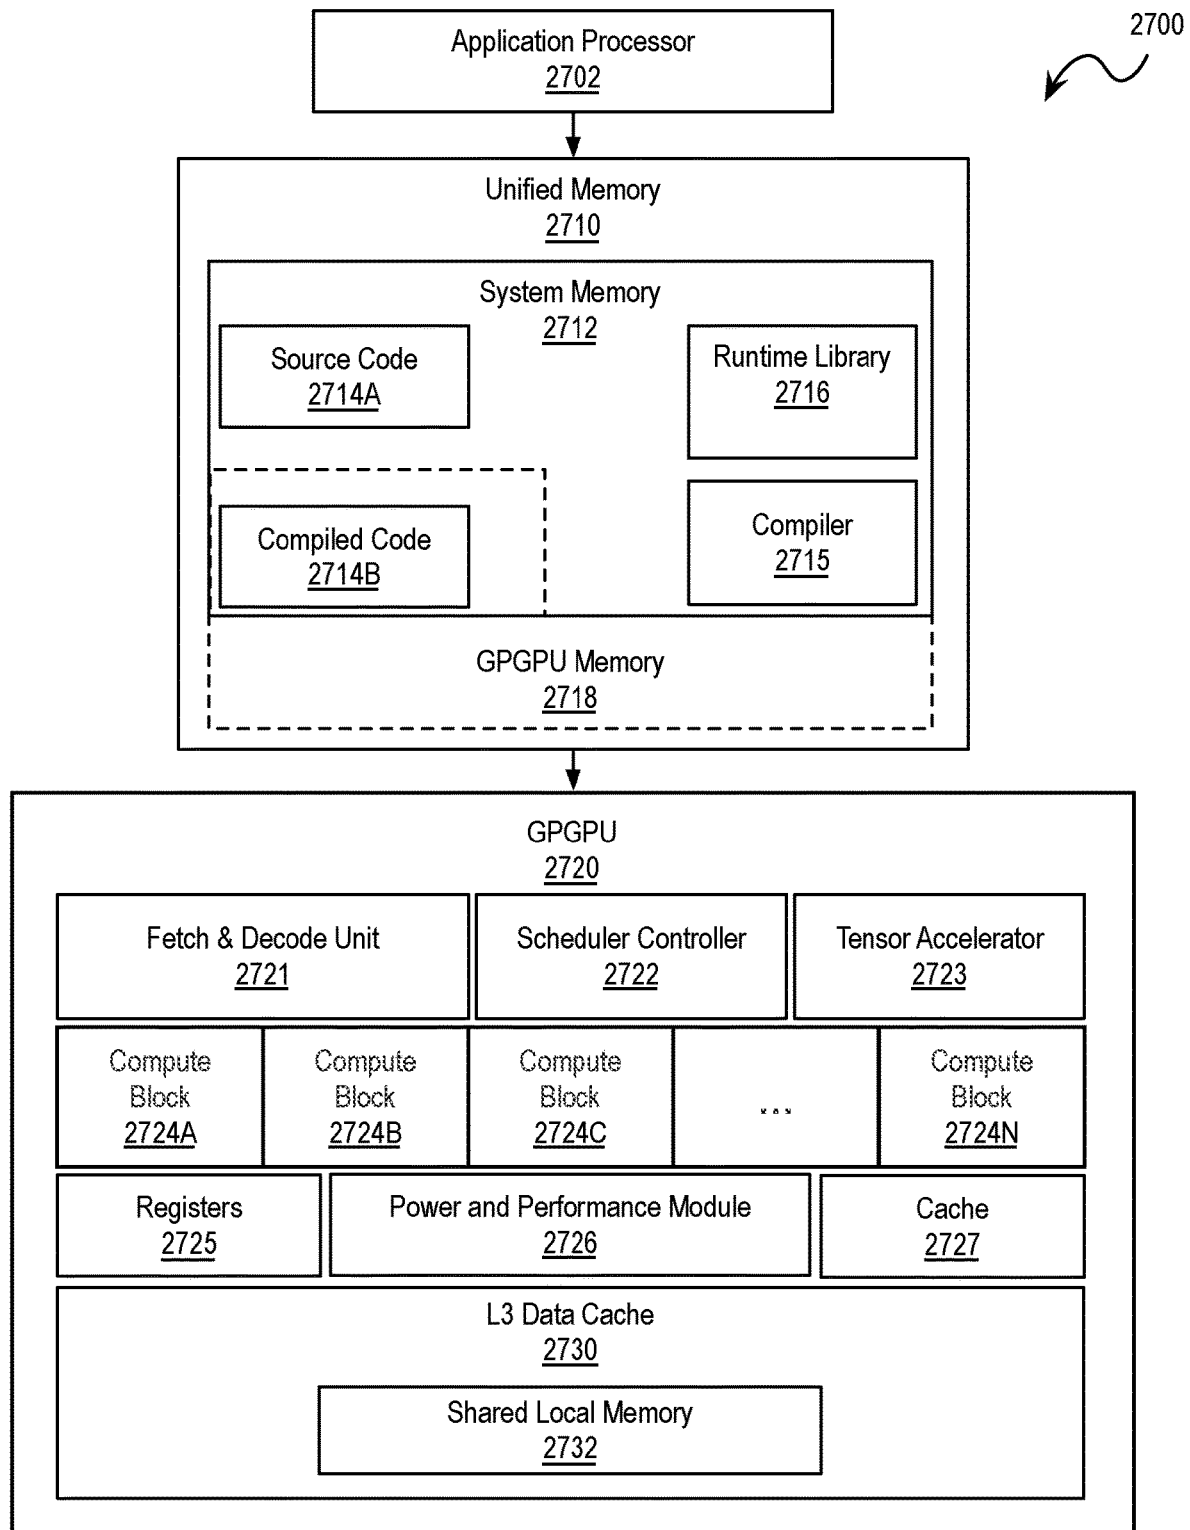 2700
Application Processor
2702
Unified Memory
2710
System Memory
2712
Source Code
2714A
Runtime Library
2716
Compiled Code
2714B
Compiler
2715
GPGPU Memory
2718
GPGPU
2720
Fetch & Decode Unit
2721
Scheduler Controller
2722
Tensor Accelerator
2723
Compute
Block
2724A
Compute
Block
2724B
Compute
Block
2724C
...
Compute
Block
2724N
Registers
2725
Power and Performance Module
2726
Cache
2727
L3 Data Cache
2730
Shared Local Memory
2732